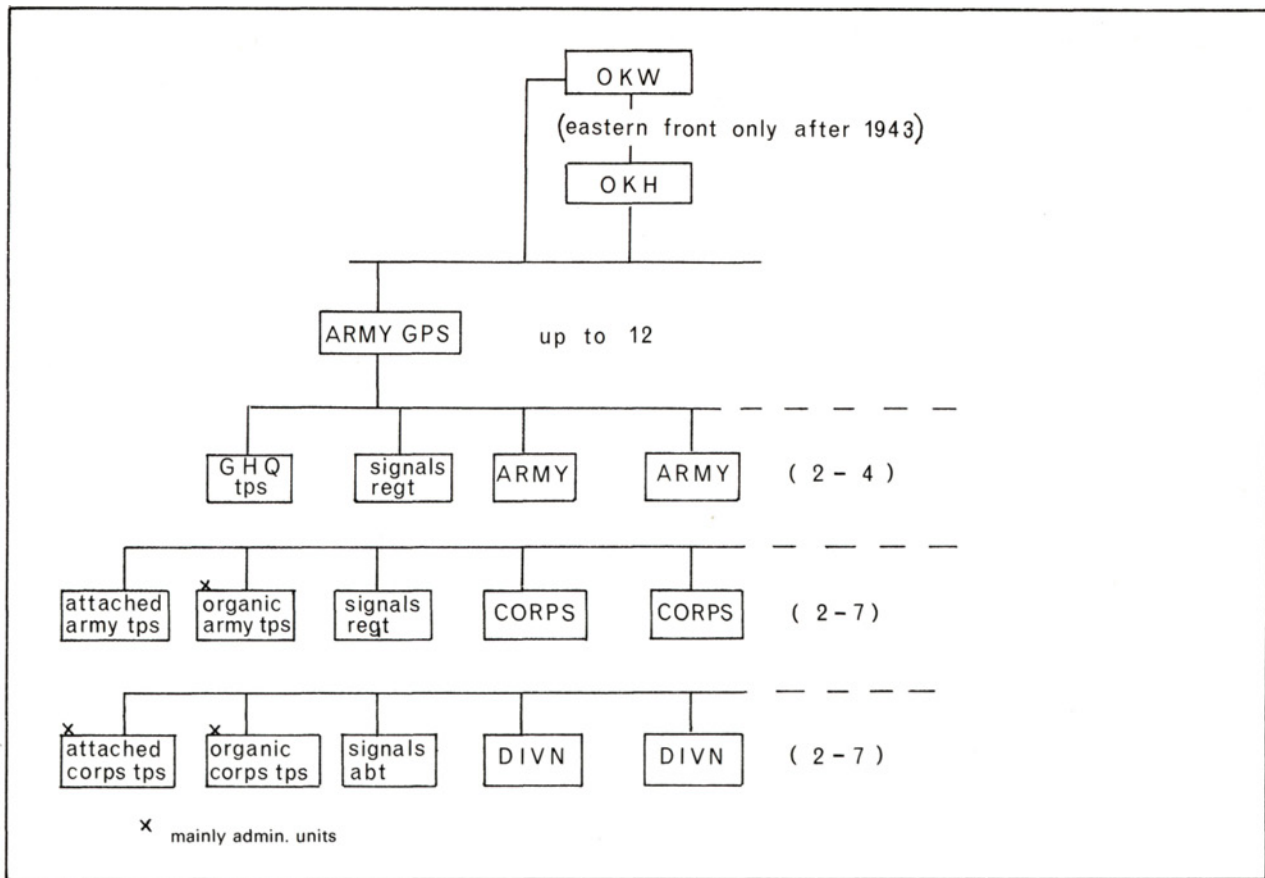 OKW
(eastern front only after 1943)
OKH
ARMY GPS
up to 12
GHQ
tps
signals
regt
ARMY
ARMY
(2-4)
attached
army tps
x
organic
army tps
signals
regt
CORPS
CORPS
(2-7)
x
attached
corps tps
x
organic
corps tps
signals
abt
DIVN
DIVN
(2-7)
x mainly admin. units